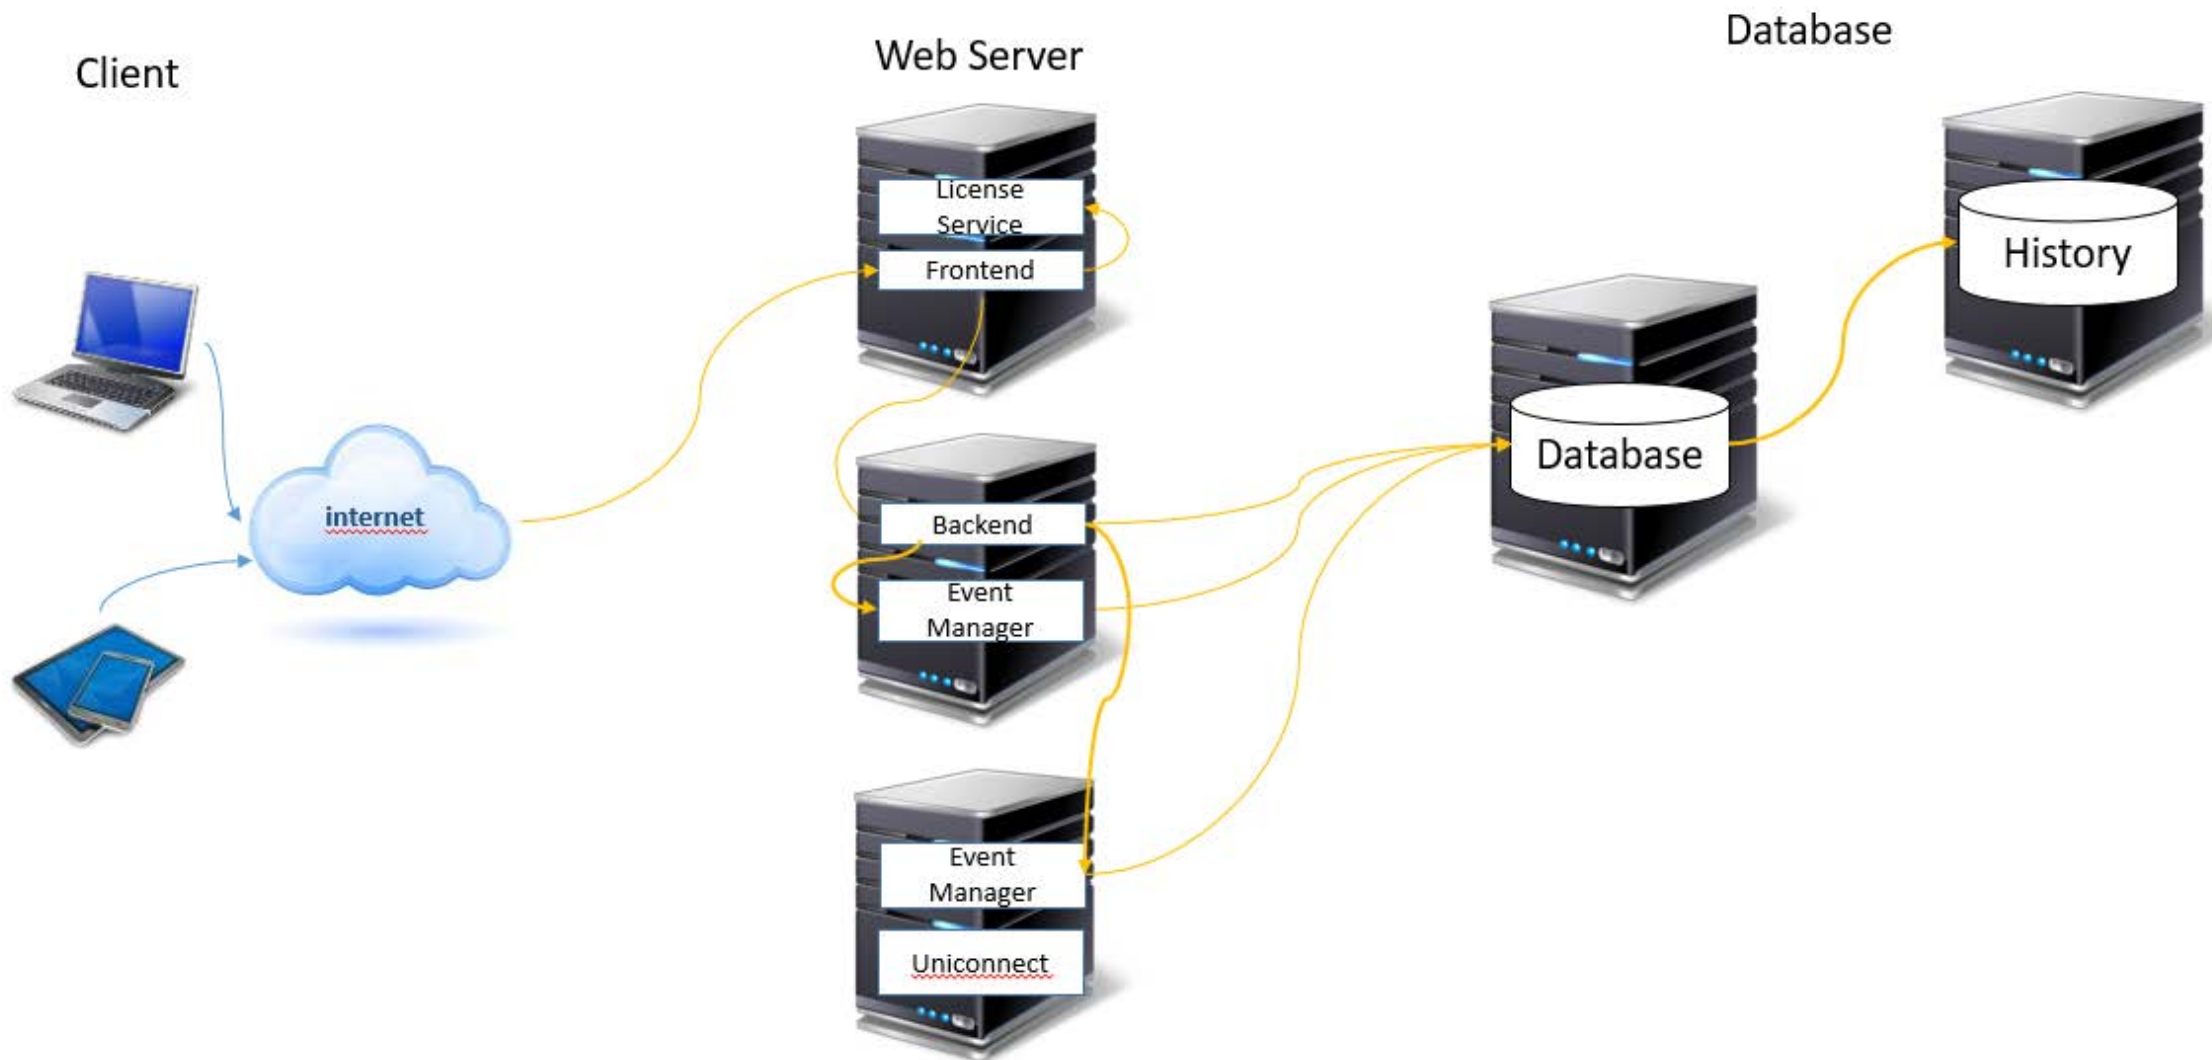 Client
Web Server
Database
License
Service
Frontend
History
internet
Backend
Database
Event
Manager
Event
Manager
Uniconnect